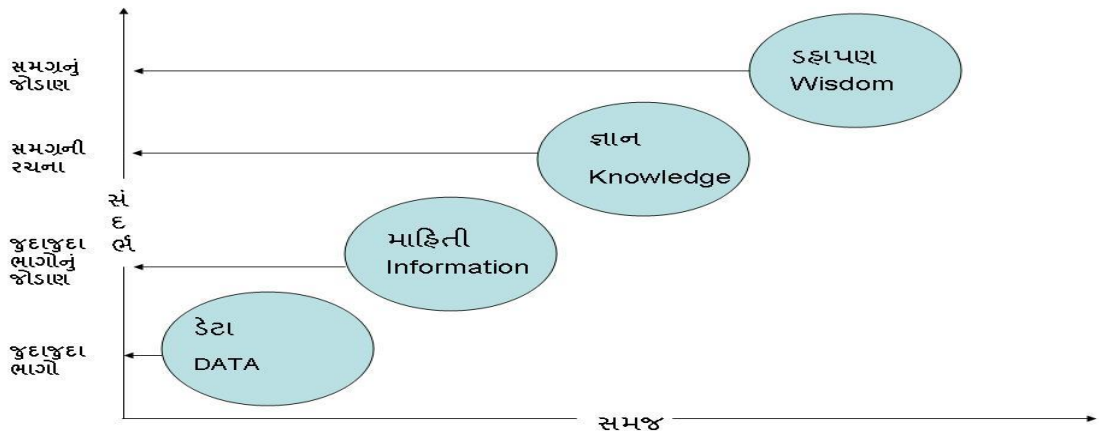 સમગ્રનું
જોડાણ
ડહાપણ
Wisdom
સમગ્રની
રચના
જ્ઞાન
Knowledge
સં
દ
ર્ભ
જુદાજુદા
ભાગોનું
જોડાણ
માહિતી
Information
જુદાજુદા
ભાગો
ડેટા
DATA
સમજ